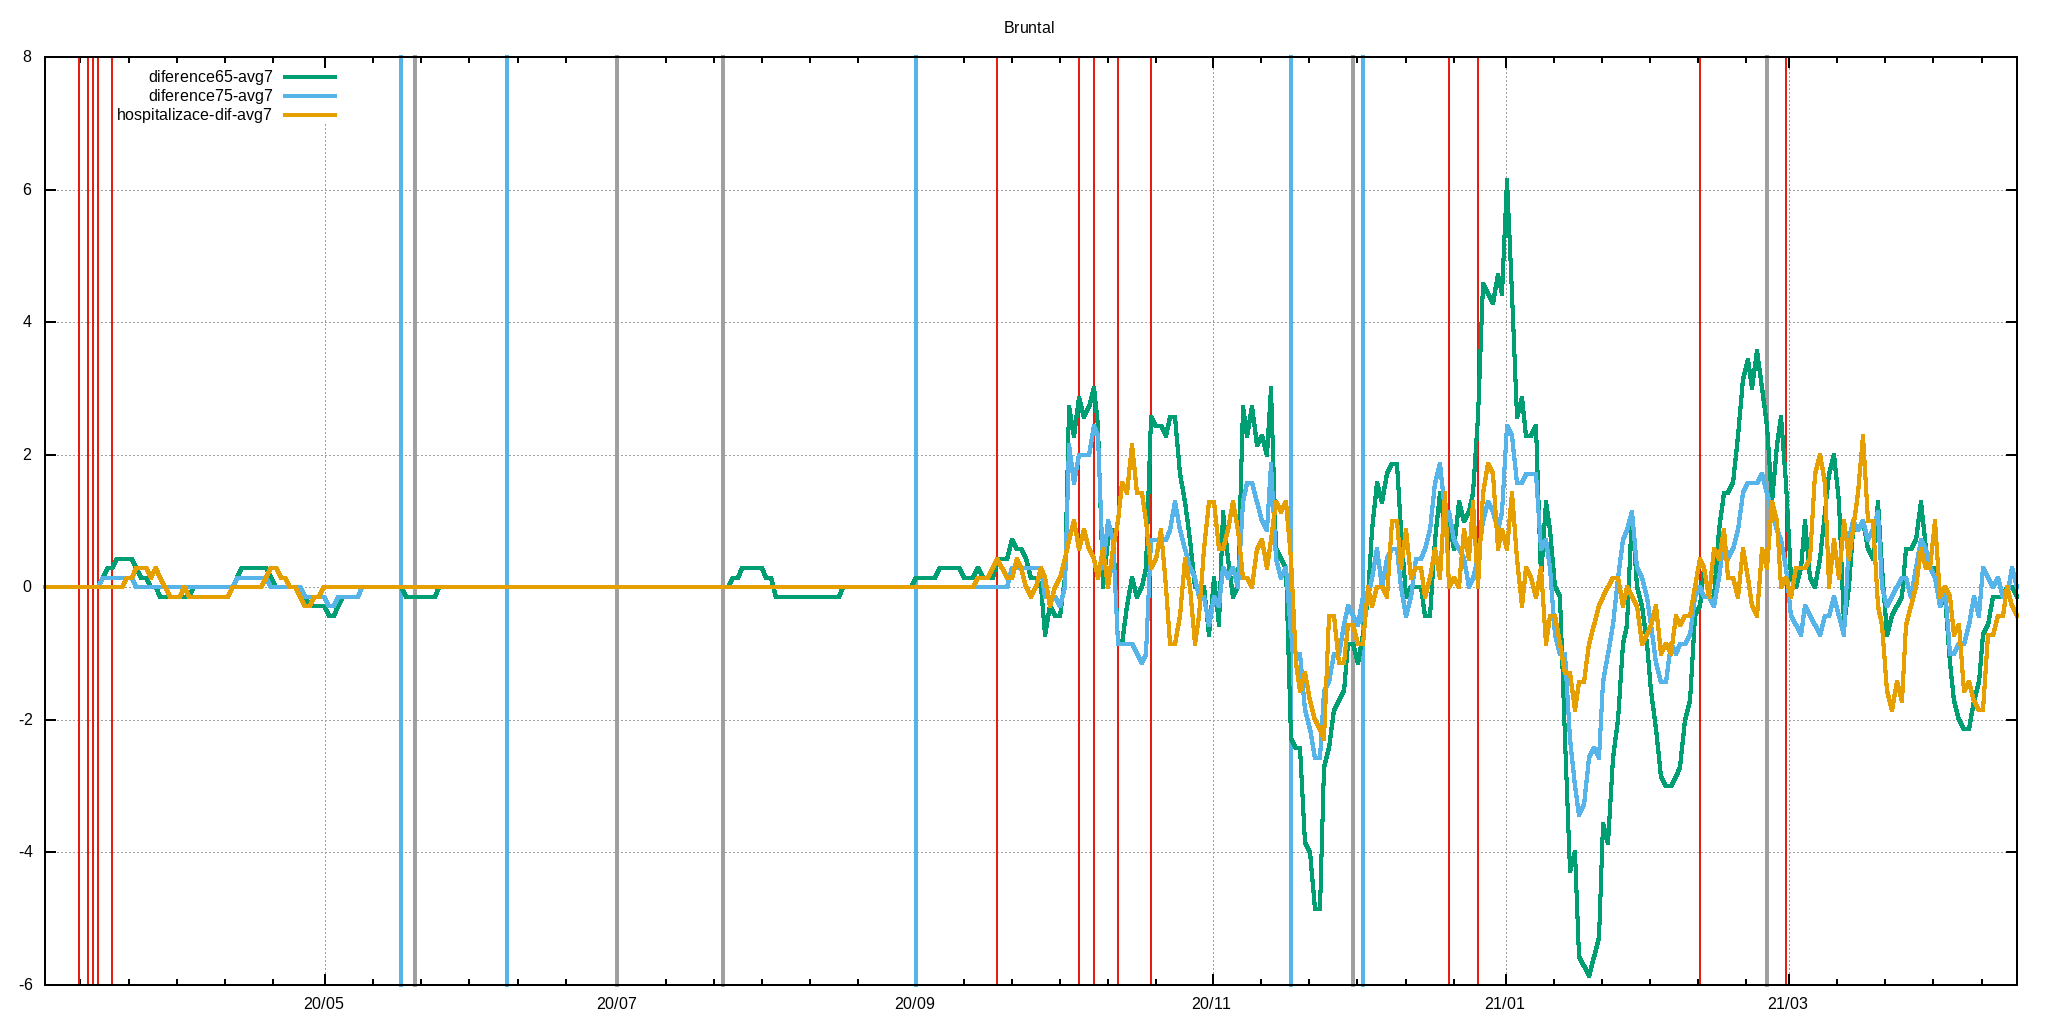 Bruntal
8
diference65-avg7
diference75-avg7
hospitalizace-dif-avg7
6
4
2
0
-2
-4
-6
20/05 20/07 20/09 20/11 21/01 21/03